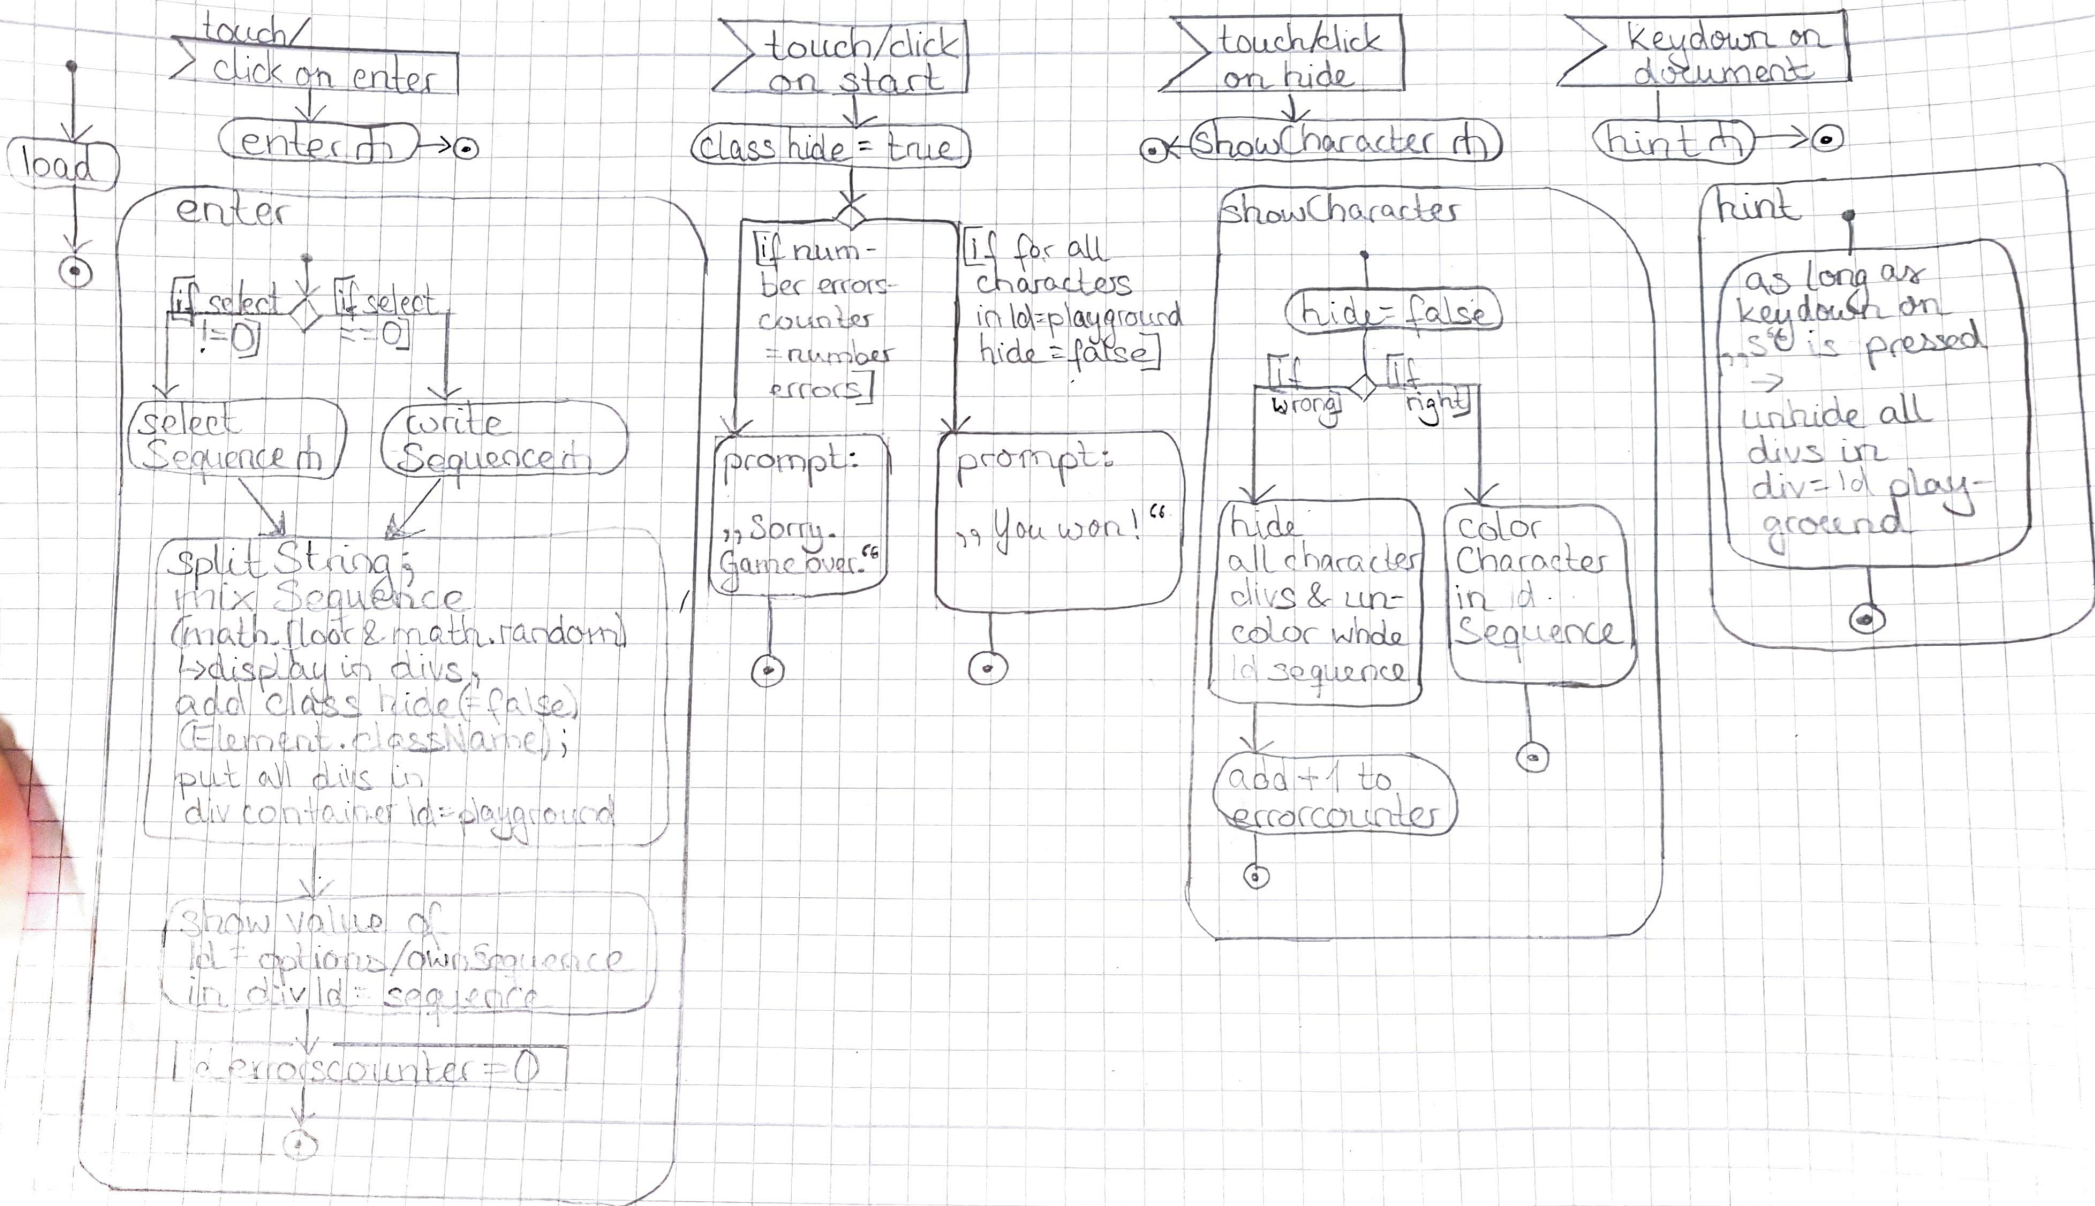 touch/
click on enter
enter
load
enter
[if select
!=0]
[if select
==0]
select
Sequence
write
Sequence
split String;
mix Sequence
(math.floor & math.random)
↳display in divs,
add class hide(=false)
(Element.className);
put all divs in
div container Id=playground
show value of
Id = options/ownSequence
in div Id = sequence
errorscounter = 0
touch/click
on start
class hide = true
[if num-
ber errors-
counter
=number
errors]
[if for all
characters
in Id=playground
hide = false]
prompt:
„Sorry.
Game over.“
prompt:
„You won!“
touch/click
on hide
showCharacter
showCharacter
hide = false
[if
wrong]
[if
right]
hide
all character
divs & un-
color whole
Id sequence
color
Character
in id
Sequence
add +1 to
errorcounter
keydown on
document
hint
hint
as long as
keydown on
„s“ is pressed
->
unhide all
divs in
div=Id play-
ground